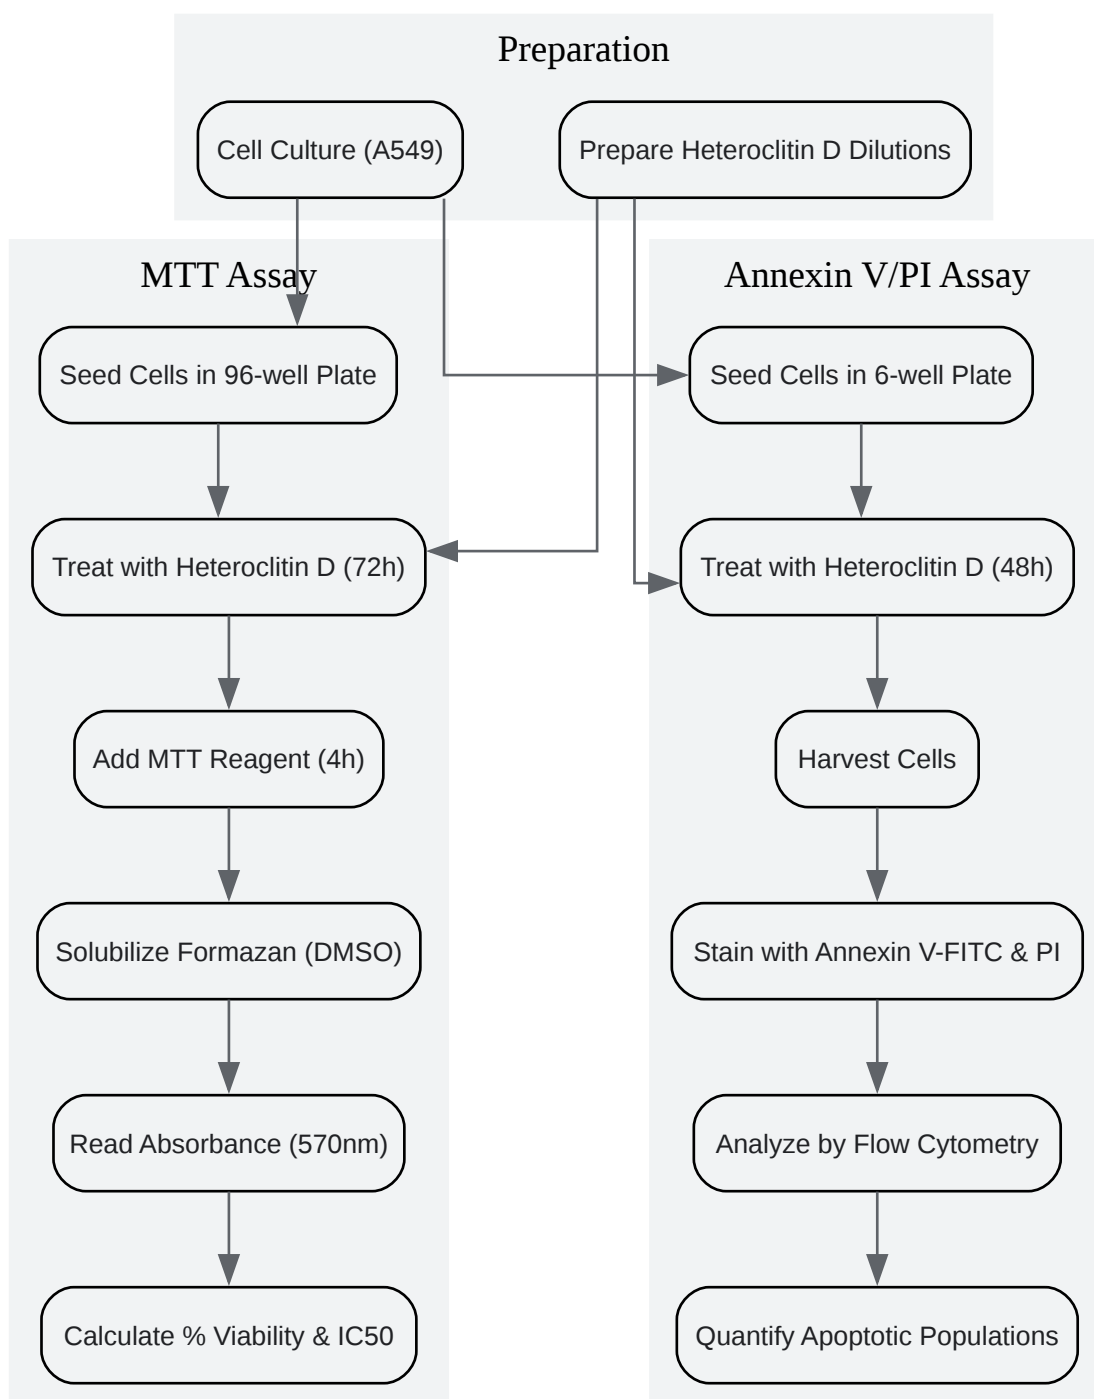 Preparation
Cell Culture (A549)
Prepare Heteroclitin D Dilutions
MTT Assay
Seed Cells in 96-well Plate
Treat with Heteroclitin D (72h)
Add MTT Reagent (4h)
Solubilize Formazan (DMSO)
Read Absorbance (570nm)
Calculate % Viability & IC50
Annexin V/PI Assay
Seed Cells in 6-well Plate
Treat with Heteroclitin D (48h)
Harvest Cells
Stain with Annexin V-FITC & PI
Analyze by Flow Cytometry
Quantify Apoptotic Populations